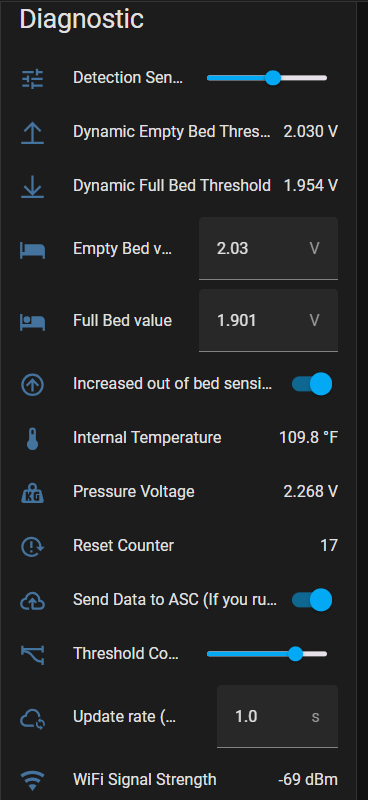 Diagnostic
Detection Sen...
Dynamic Empty Bed Thres... 2.030 V
Dynamic Full Bed Threshold 1.954 V
Empty Bed v... 2.03 V
Full Bed value 1.901 V
Increased out of bed sensi...
Internal Temperature 109.8 °F
KG Pressure Voltage 2.268 V
Reset Counter 17
Send Data to ASC (If you ru...
Threshold Co...
Update rate (... 1.0 s
WiFi Signal Strength -69 dBm